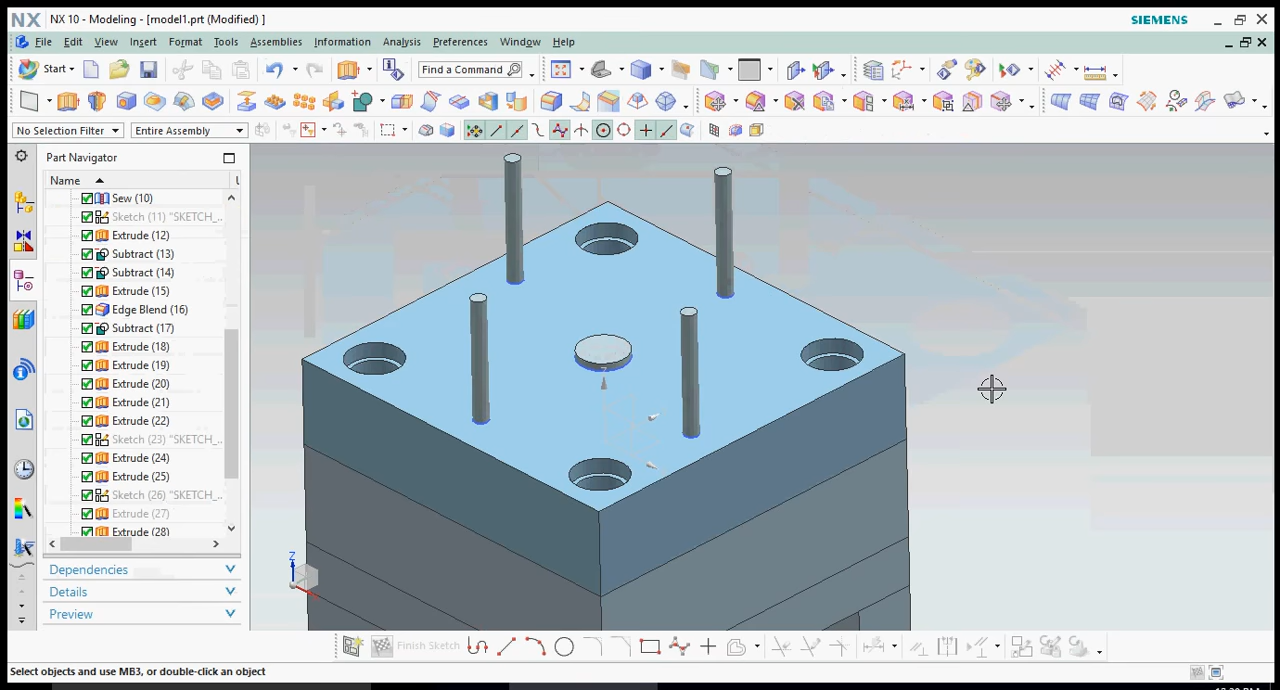 NX NX 10 - Modeling - [model1.prt (Modified) ] SIEMENS
File Edit View Insert Format Tools Assemblies Information Analysis Preferences Window Help
Start Find a Command
No Selection Filter Entire Assembly
Part Navigator
Name
Sew (10)
Sketch (11) "SKETCH_...
Extrude (12)
Subtract (13)
Subtract (14)
Extrude (15)
Edge Blend (16)
Subtract (17)
Extrude (18)
Extrude (19)
Extrude (20)
Extrude (21)
Extrude (22)
Sketch (23) "SKETCH_...
Extrude (24)
Extrude (25)
Sketch (26) "SKETCH_...
Extrude (27)
Extrude (28)
Dependencies
Details
Preview
Z
Finish Sketch
Select objects and use MB3, or double-click an object